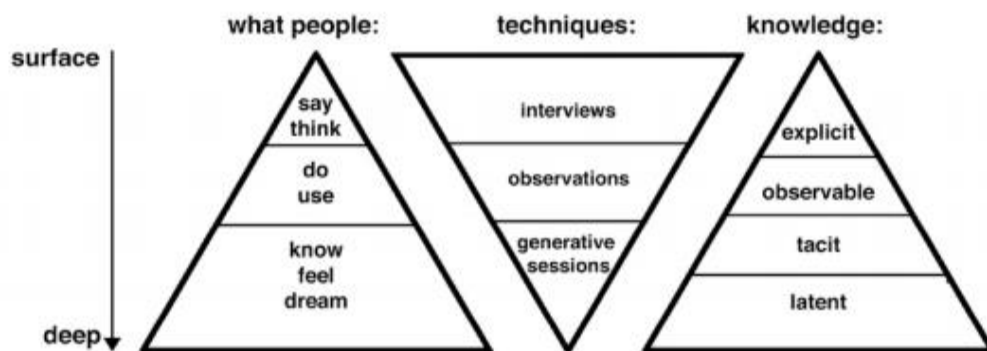 what people:
techniques:
knowledge:
surface
say
think
do
use
know
feel
dream
deep
interviews
observations
generative
sessions
explicit
observable
tacit
latent